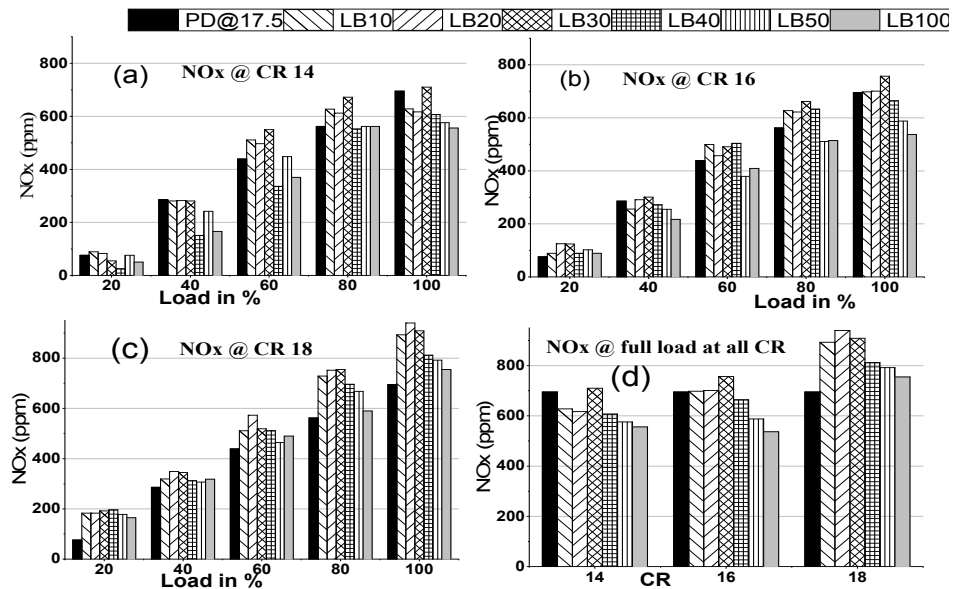 PD@17.5 LB10 LB20 LB30 LB40 LB50 LB100
(a) NOx @ CR 14
NOx (ppm)
800
600
400
200
0
20 40 60 80 100
Load in %
(b) NOx @ CR 16
NOx (ppm)
800
600
400
200
0
20 40 60 80 100
Load in %
(c) NOx @ CR 18
NOx (ppm)
800
600
400
200
0
20 40 60 80 100
Load in %
NOx @ full load at all CR
(d)
NOx (ppm)
800
600
400
200
0
14 16 18
CR